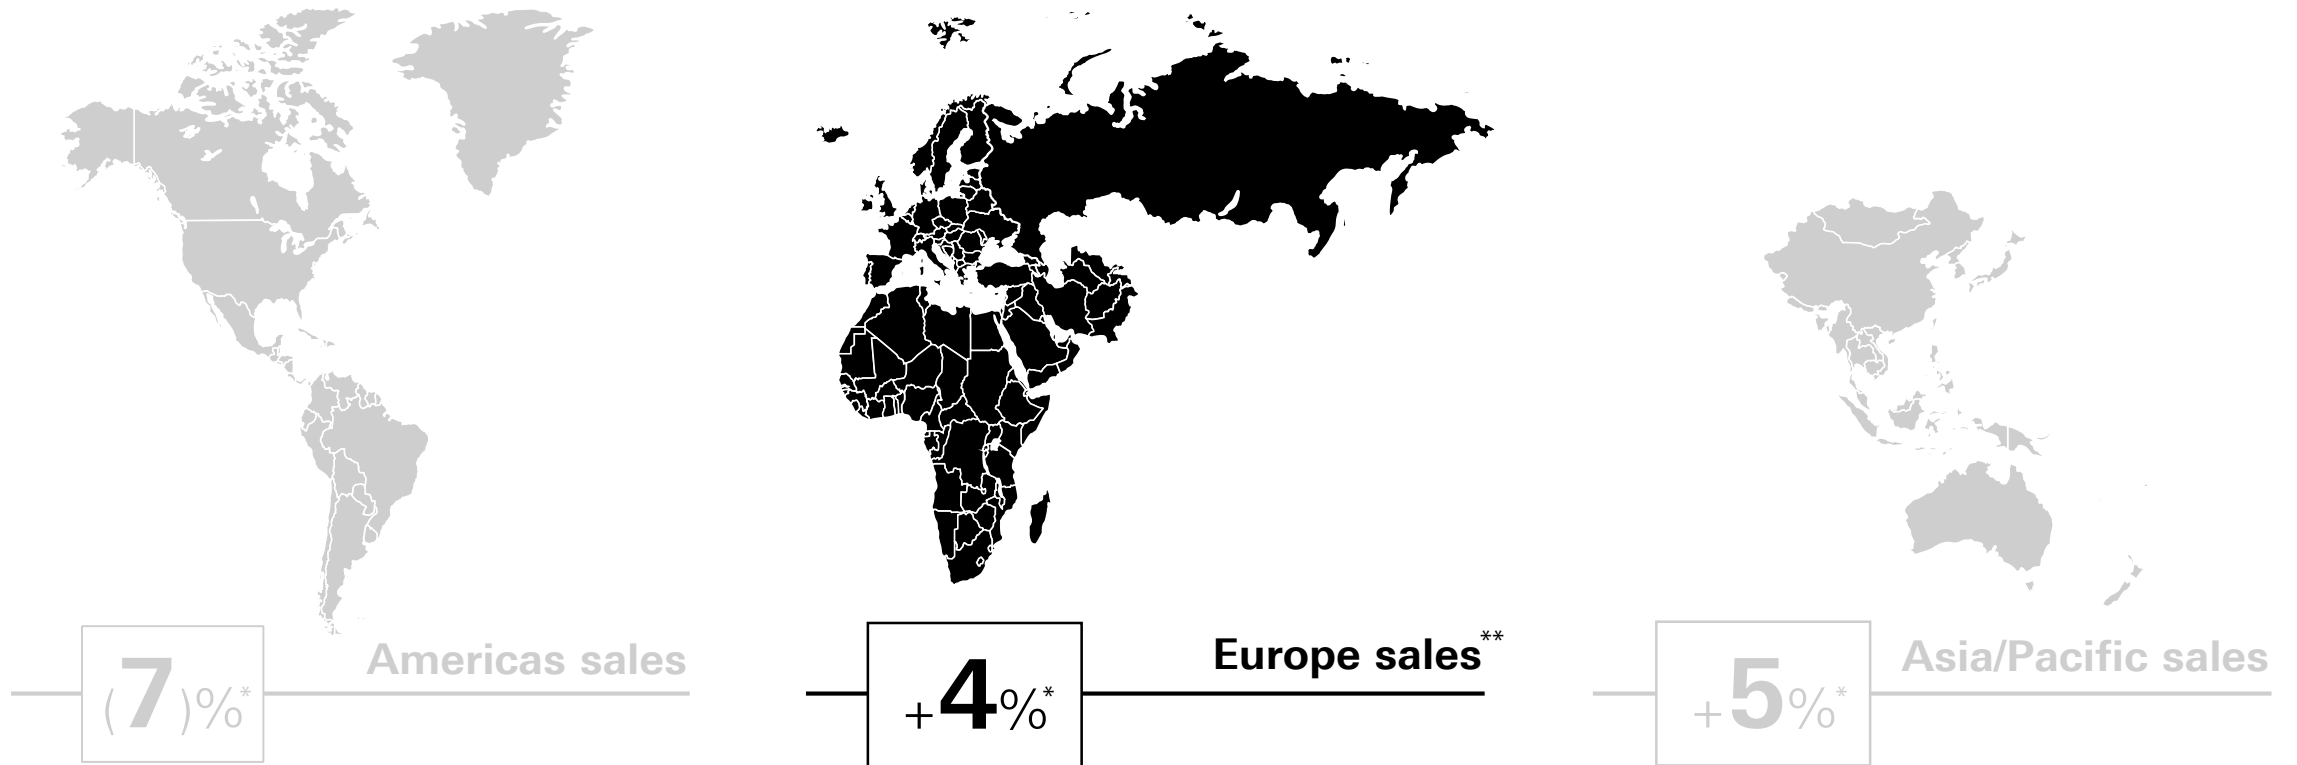 Americas sales
(7)%*
Europe sales**
+4%*
Asia/Pacific sales
+5%*